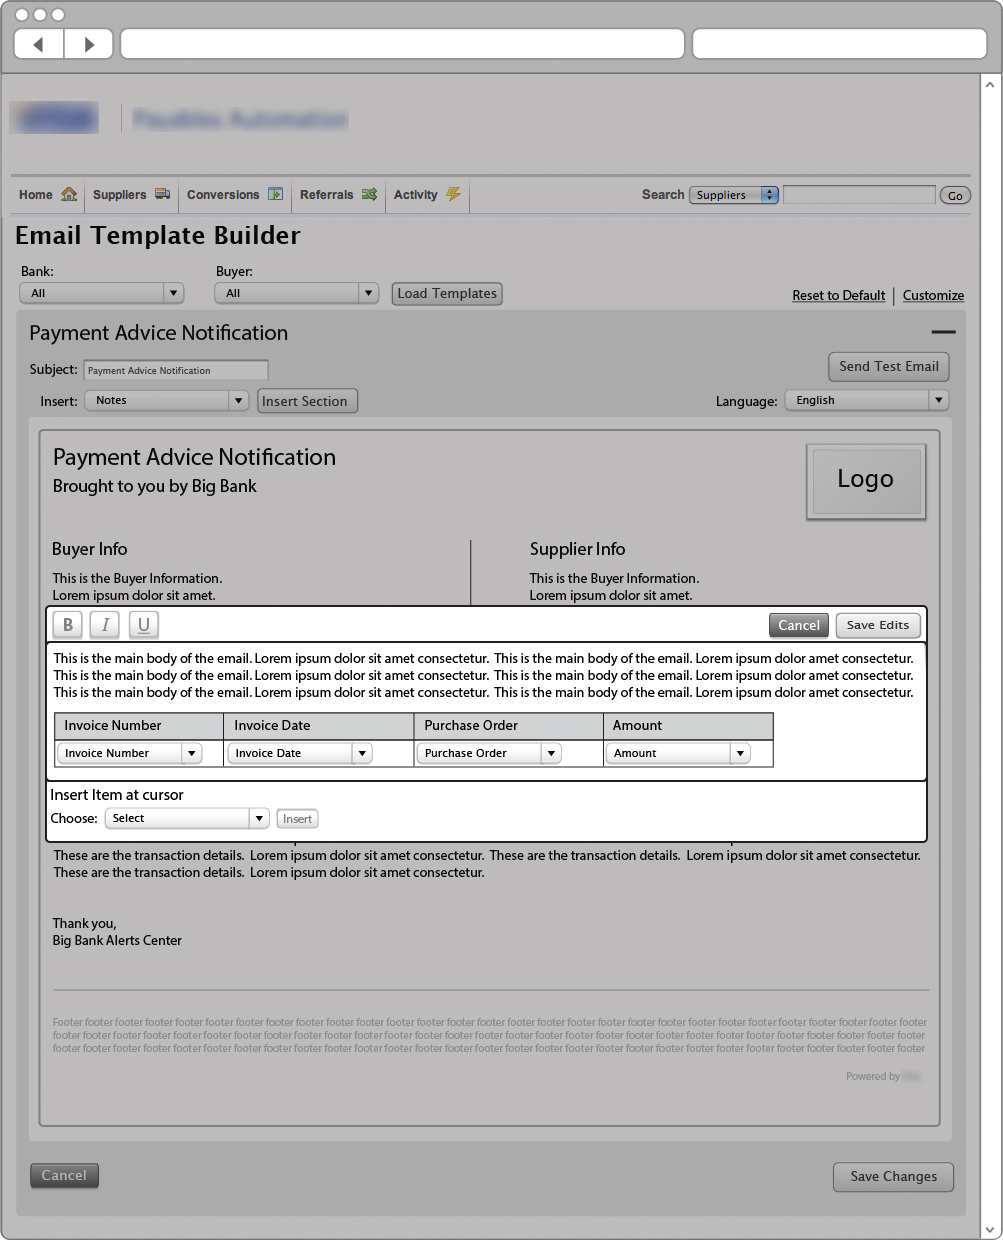 Payables Automation
Home Suppliers Conversions Referrals Activity Search Suppliers Go
Email Template Builder
Bank: Buyer:
All All Load Templates Reset to Default | Customize
Payment Advice Notification
Subject: Payment Advice Notification Send Test Email
Insert: Notes Insert Section Language: English
Payment Advice Notification
Brought to you by Big Bank
Logo
Buyer Info Supplier Info
This is the Buyer Information. This is the Buyer Information.
Lorem ipsum dolor sit amet. Lorem ipsum dolor sit amet.
B I U Cancel Save Edits
This is the main body of the email. Lorem ipsum dolor sit amet consectetur. This is the main body of the email. Lorem ipsum dolor amet consectetur.
This is the main body of the email. Lorem ipsum dolor sit amet consectetur. This is the main body of the email. Lorem ipsum dolor amet consectetur.
This is the main body of the email. Lorem ipsum dolor sit amet consectetur. This is the main body of the email. Lorem ipsum dolor amet consectetur.
Invoice Number Invoice Date Purchase Order Amount
Invoice Number Invoice Date Purchase Order Amount
Insert Item at cursor
Choose: Select Insert
These are the transaction details. Lorem ipsum dolor sit amet consectetur. These are the transaction details. Lorem ipsum dolor sit amet consectetur.
These are the transaction details. Lorem ipsum dolor sit amet consectetur.
Thank you,
Big Bank Alerts Center
Footer footer footer footer footer footer footer footer footer footer footer footer footer footer footer footer footer footer footer footer footer footer footer footer footer footer footer footer footer
footer footer footer footer footer footer footer footer footer footer footer footer footer footer footer footer footer footer footer footer footer footer footer footer footer footer footer footer footer
footer footer footer footer footer footer footer footer footer footer footer footer footer footer footer footer footer footer footer footer footer footer footer footer footer footer footer footer footer
Powered by
Cancel Save Changes